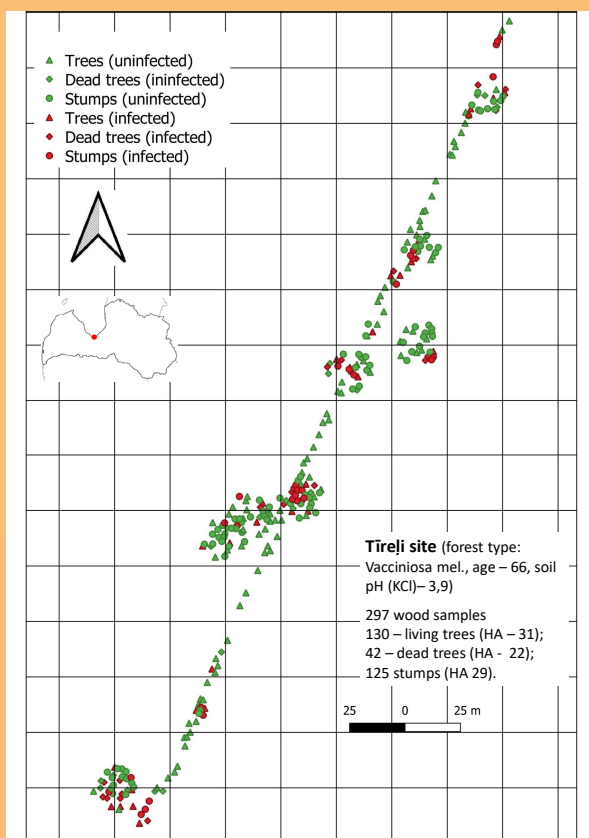 Trees (uninfected)
Dead trees (ininfected)
Stumps (uninfected)
Trees (infected)
Dead trees (infected)
Stumps (infected)
Tīreļi site (forest type:
Vacciniosa mel., age – 66, soil
pH (KCl)– 3,9)
297 wood samples
130 – living trees (HA – 31);
42 – dead trees (HA - 22);
125 stumps (HA 29).
25 0 25 m